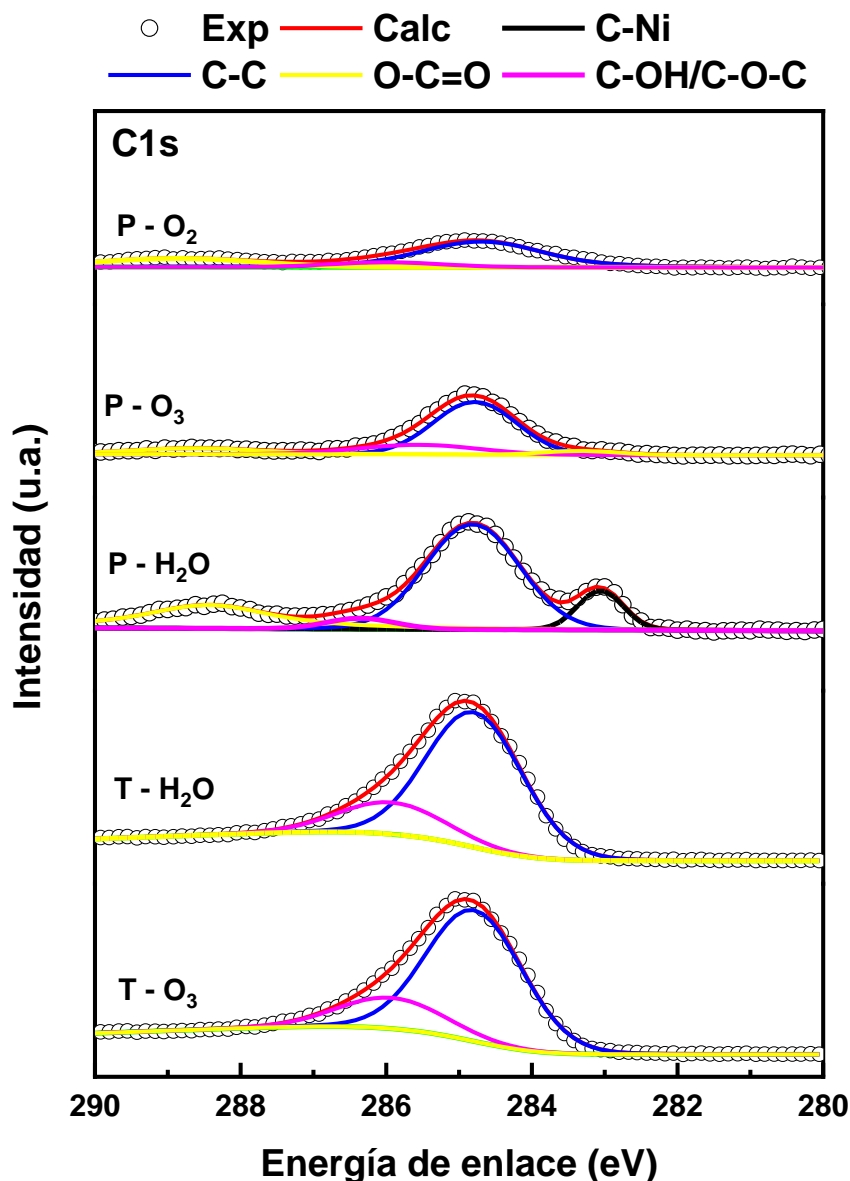 Exp Calc C-Ni
C-C O-C=O C-OH/C-O-C
C1s
P - O₂
P - O₃
P - H₂O
T - H₂O
T - O₃
Intensidad (u.a.)
290 288 286 284 282 280
Energía de enlace (eV)